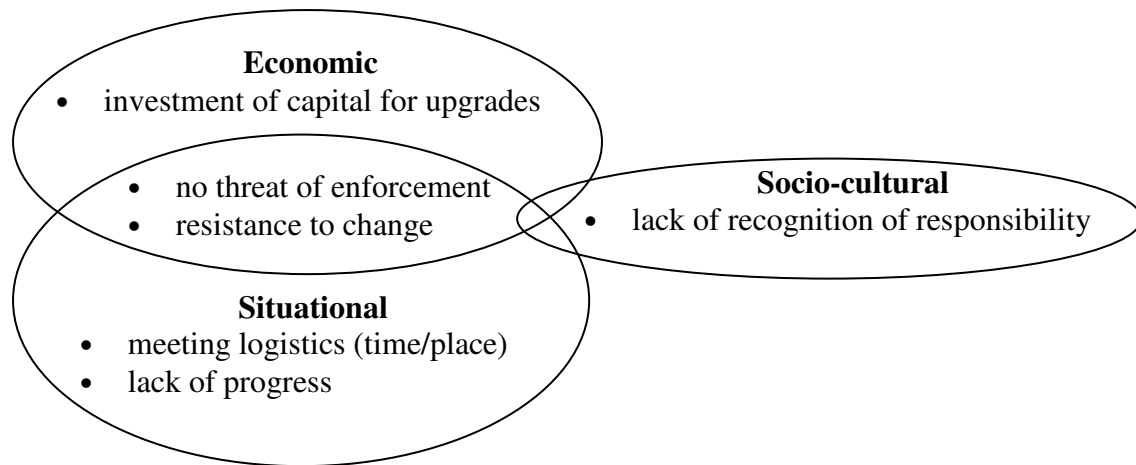 Economic
• investment of capital for upgrades
• no threat of enforcement
• resistance to change
Socio-cultural
• lack of recognition of responsibility
Situational
• meeting logistics (time/place)
• lack of progress